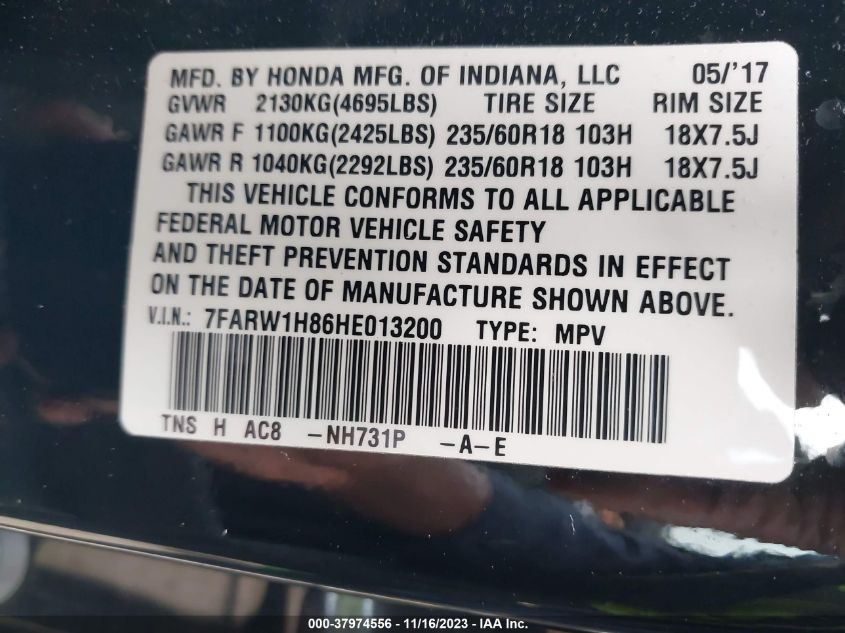 MFD. BY HONDA MFG. OF INDIANA, LLC 05/'17
GVWR 2130KG(4695LBS) TIRE SIZE RIM SIZE
GAWR F 1100KG(2425LBS) 235/60R18 103H 18X7.5J
GAWR R 1040KG(2292LBS) 235/60R18 103H 18X7.5J
THIS VEHICLE CONFORMS TO ALL APPLICABLE
FEDERAL MOTOR VEHICLE SAFETY
AND THEFT PREVENTION STANDARDS IN EFFECT
ON THE DATE OF MANUFACTURE SHOWN ABOVE.
V.I.N.: 7FARW1H86HE013200 TYPE: MPV
TNS H AC8 -NH731P -A-E
000-37974556 - 11/16/2023 - IAAI Inc.